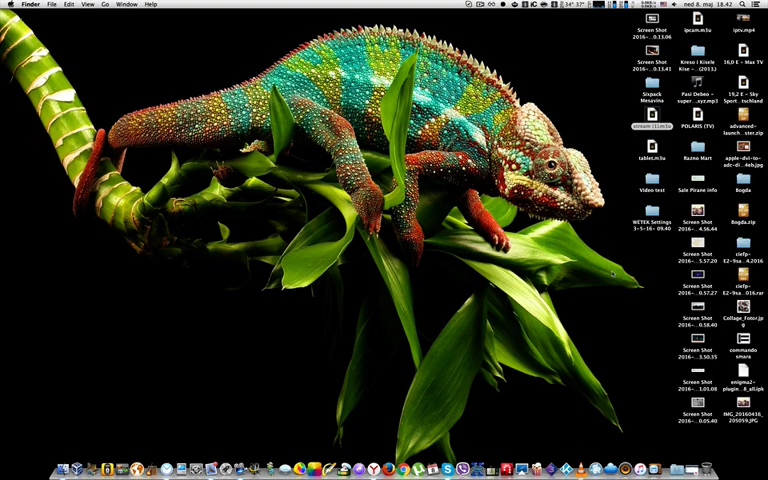 Finder File Edit View Go Window Help
34° 37°
ned 8. maj 18.42
Screen Shot
2016-...0.13.06
ipcam.m3u
iptv.mp4
Screen Shot
2016-...0.13.41
Kreso i Kisele
Kise - ...(2013.)
16,0 E - Max TV
Sixpack
Mesavina
Pasi Debeo -
super ...xyz.mp3
19,2 E - Sky
Sport...tschland
stream (1).m3u
POLARIS (TV)
advanced-
launch...ster.zip
tablet.m3u
Razno Mart
apple-dvi-to-
adc-di...4eb.jpg
Video test
Sale Pirane info
Bogda
WETEK Settings
3-5-16- 09.40
Screen Shot
2016-...4.56.44
Bogda.zip
Screen Shot
2016-...5.57.20
ciefp-
E2-9sa...4.2016
Screen Shot
2016-...0.57.27
ciefp-
E2-9sa...016.rar
Screen Shot
2016-...0.58.40
Collage_Fotor.jp
g
Screen Shot
2016-...3.50.35
commando
smara
Screen Shot
2016-...1.01.08
enigma2-
plugin...8_all.ipk
Screen Shot
2016-...0.05.40
IMG_20160416_
205059.JPG